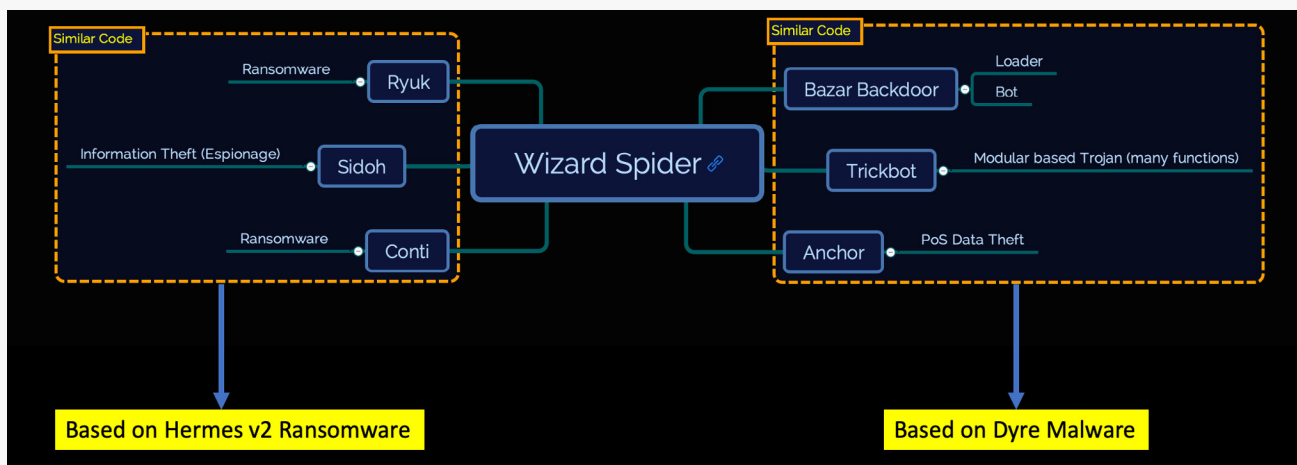 Similar Code
Ransomware
Ryuk
Information Theft (Espionage)
Sidoh
Ransomware
Conti
Wizard Spider
Similar Code
Bazar Backdoor
Loader
Bot
Trickbot
Modular based Trojan (many functions)
Anchor
PoS Data Theft
Based on Hermes v2 Ransomware
Based on Dyre Malware